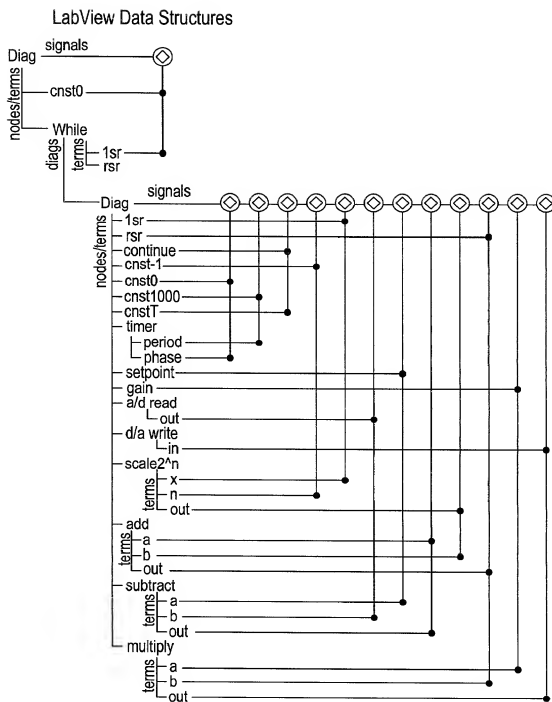 LabView Data Structures
signals
Diag
nodes/terms
cnst0
While
diags
terms
1sr
rsr
signals
Diag
nodes/terms
1sr
rsr
continue
cnst-1
cnst0
cnst1000
cnstT
timer
period
phase
setpoint
gain
a/d read
out
d/a write
in
scale2^n
terms
x
n
out
add
terms
a
b
out
subtract
terms
a
b
out
multiply
terms
a
b
out